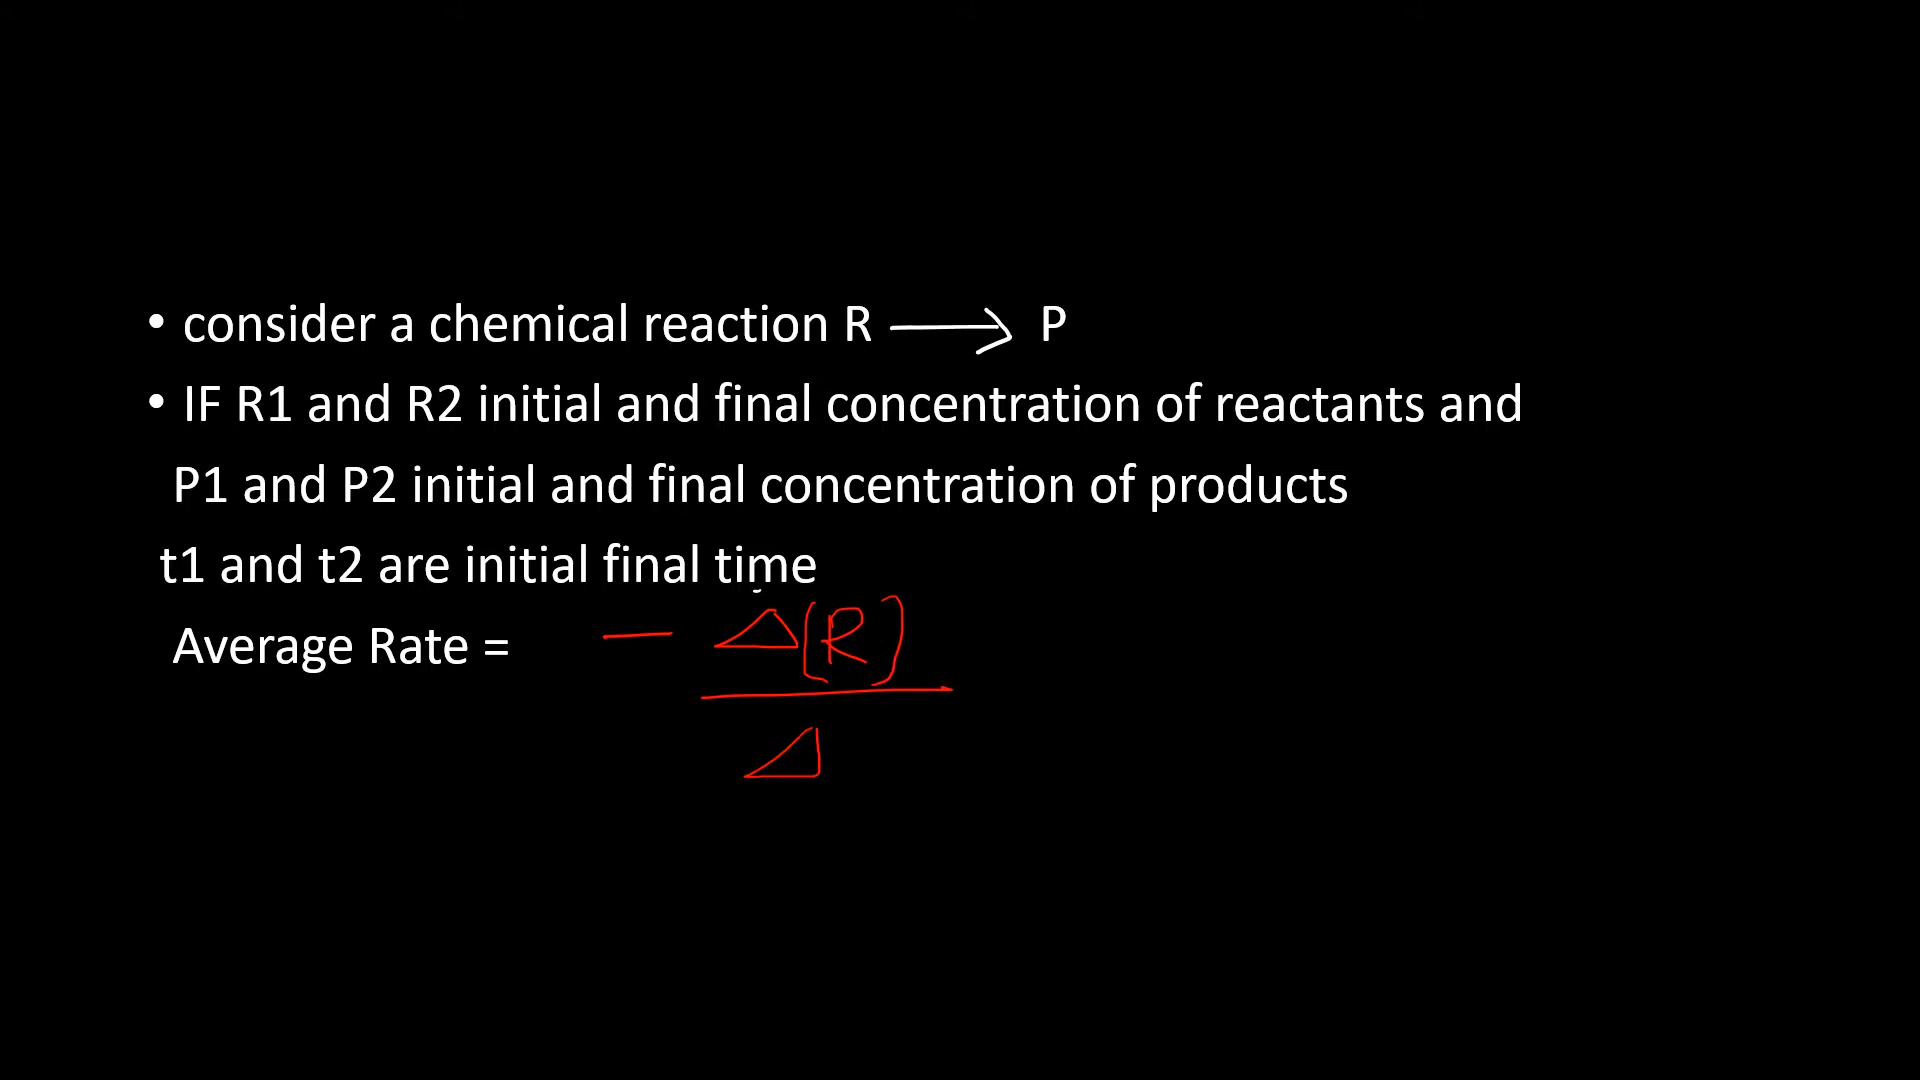 • consider a chemical reaction R ⟶ P
• IF R1 and R2 initial and final concentration of reactants and
P1 and P2 initial and final concentration of products
t1 and t2 are initial final time
Average Rate = − Δ[R]
Δ